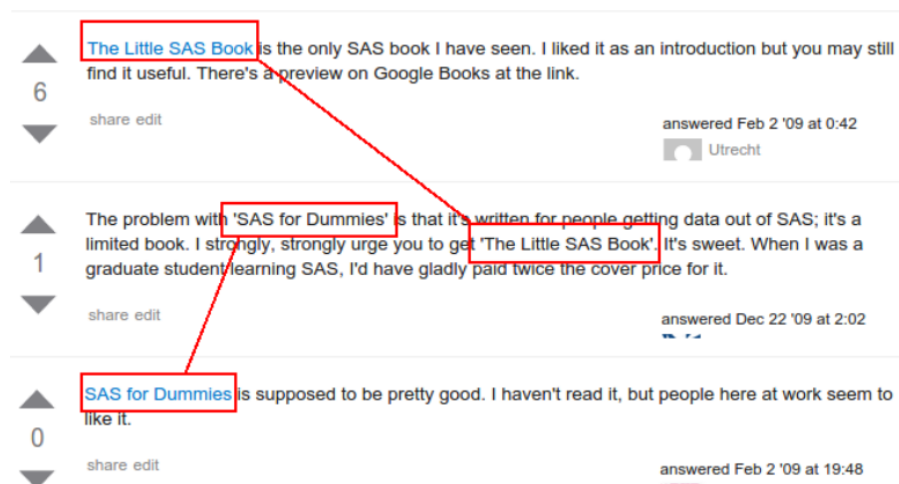 The Little SAS Book is the only SAS book I have seen. I liked it as an introduction but you may still
find it useful. There's a preview on Google Books at the link.
6
share edit
answered Feb 2 '09 at 0:42
Utrecht
The problem with 'SAS for Dummies' is that it's written for people getting data out of SAS; it's a
limited book. I strongly, strongly urge you to get 'The Little SAS Book'. It's sweet. When I was a
1
graduate student learning SAS, I'd have gladly paid twice the cover price for it.
share edit
answered Dec 22 '09 at 2:02
SAS for Dummies is supposed to be pretty good. I haven't read it, but people here at work seem to
like it.
0
share edit
answered Feb 2 '09 at 19:48